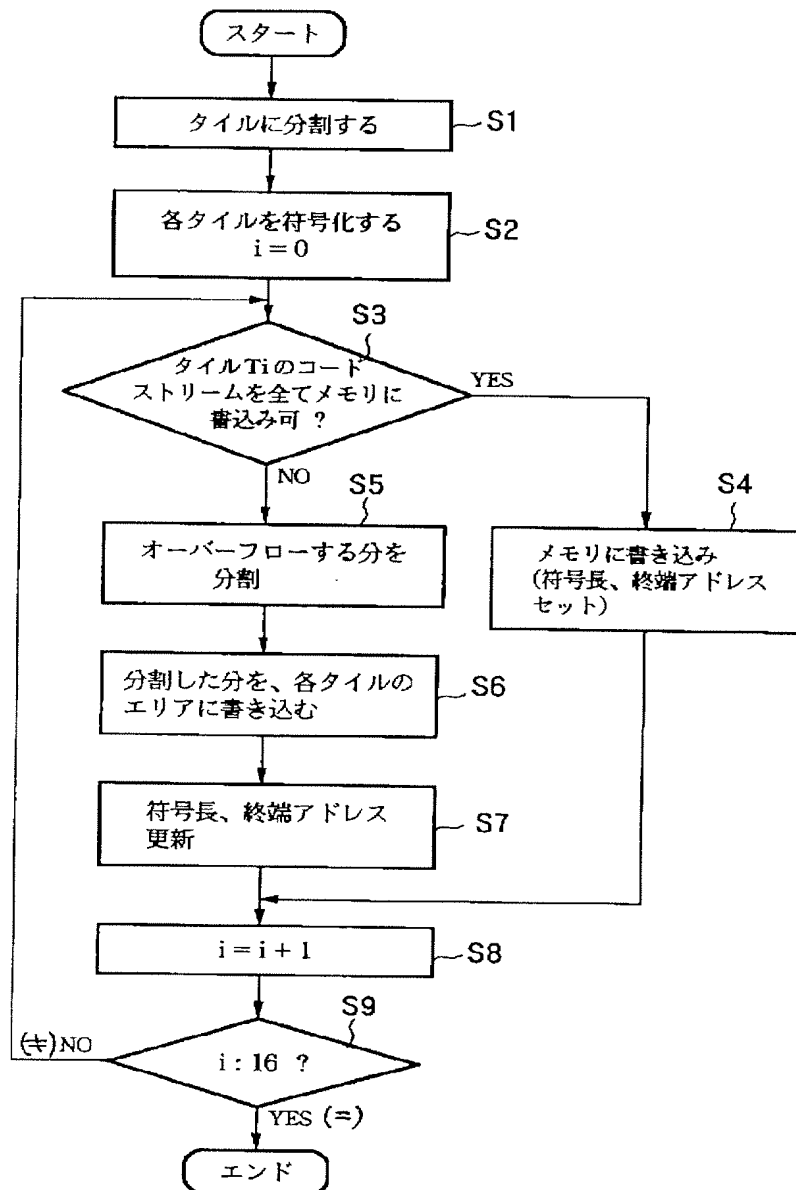 スタート
タイルに分割する
S1
各タイルを符号化する
i=0
S2
S3
タイルTiのコード
ストリームを全てメモリに
書込み可 ?
YES
NO
S5
オーバーフローする分を
分割
S4
メモリに書き込み
(符号長、終端アドレス
セット)
分割した分を、各タイルの
エリアに書き込む
S6
符号長、終端アドレス
更新
S7
i=i+1
S8
S9
(≠)NO
i:16 ?
YES (=)
エンド